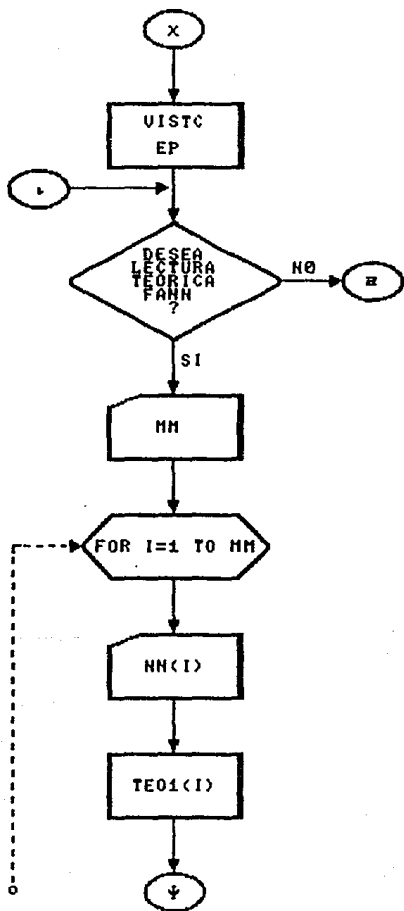 X
VISTC
EP
DESEA
LECTURA
TEORICA
FANN
?
NO
SI
MM
FOR I=1 TO MM
NN(I)
TEO1(I)
Ψ